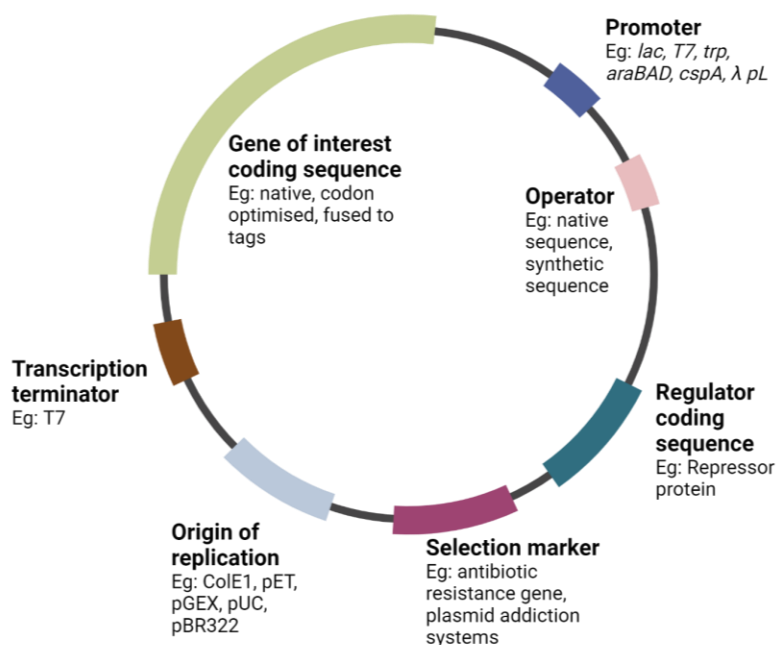 Promoter
Eg: lac, T7, trp,
araBAD, cspA, λ pL
Gene of interest
coding sequence
Eg: native, codon
optimised, fused to
tags
Operator
Eg: native
sequence,
synthetic
sequence
Transcription
terminator
Eg: T7
Regulator
coding
sequence
Eg: Repressor
protein
Origin of
replication
Eg: ColE1, pET,
pGEX, pUC,
pBR322
Selection marker
Eg: antibiotic
resistance gene,
plasmid addiction
systems